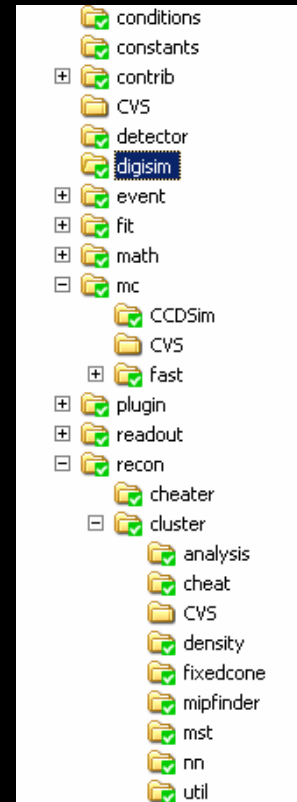 conditions
constants
contrib
CVS
detector
digisim
event
fit
math
mc
CCDSim
CVS
fast
plugin
readout
recon
cheater
cluster
analysis
cheat
CVS
density
fixedcone
mipfinder
mst
nn
util